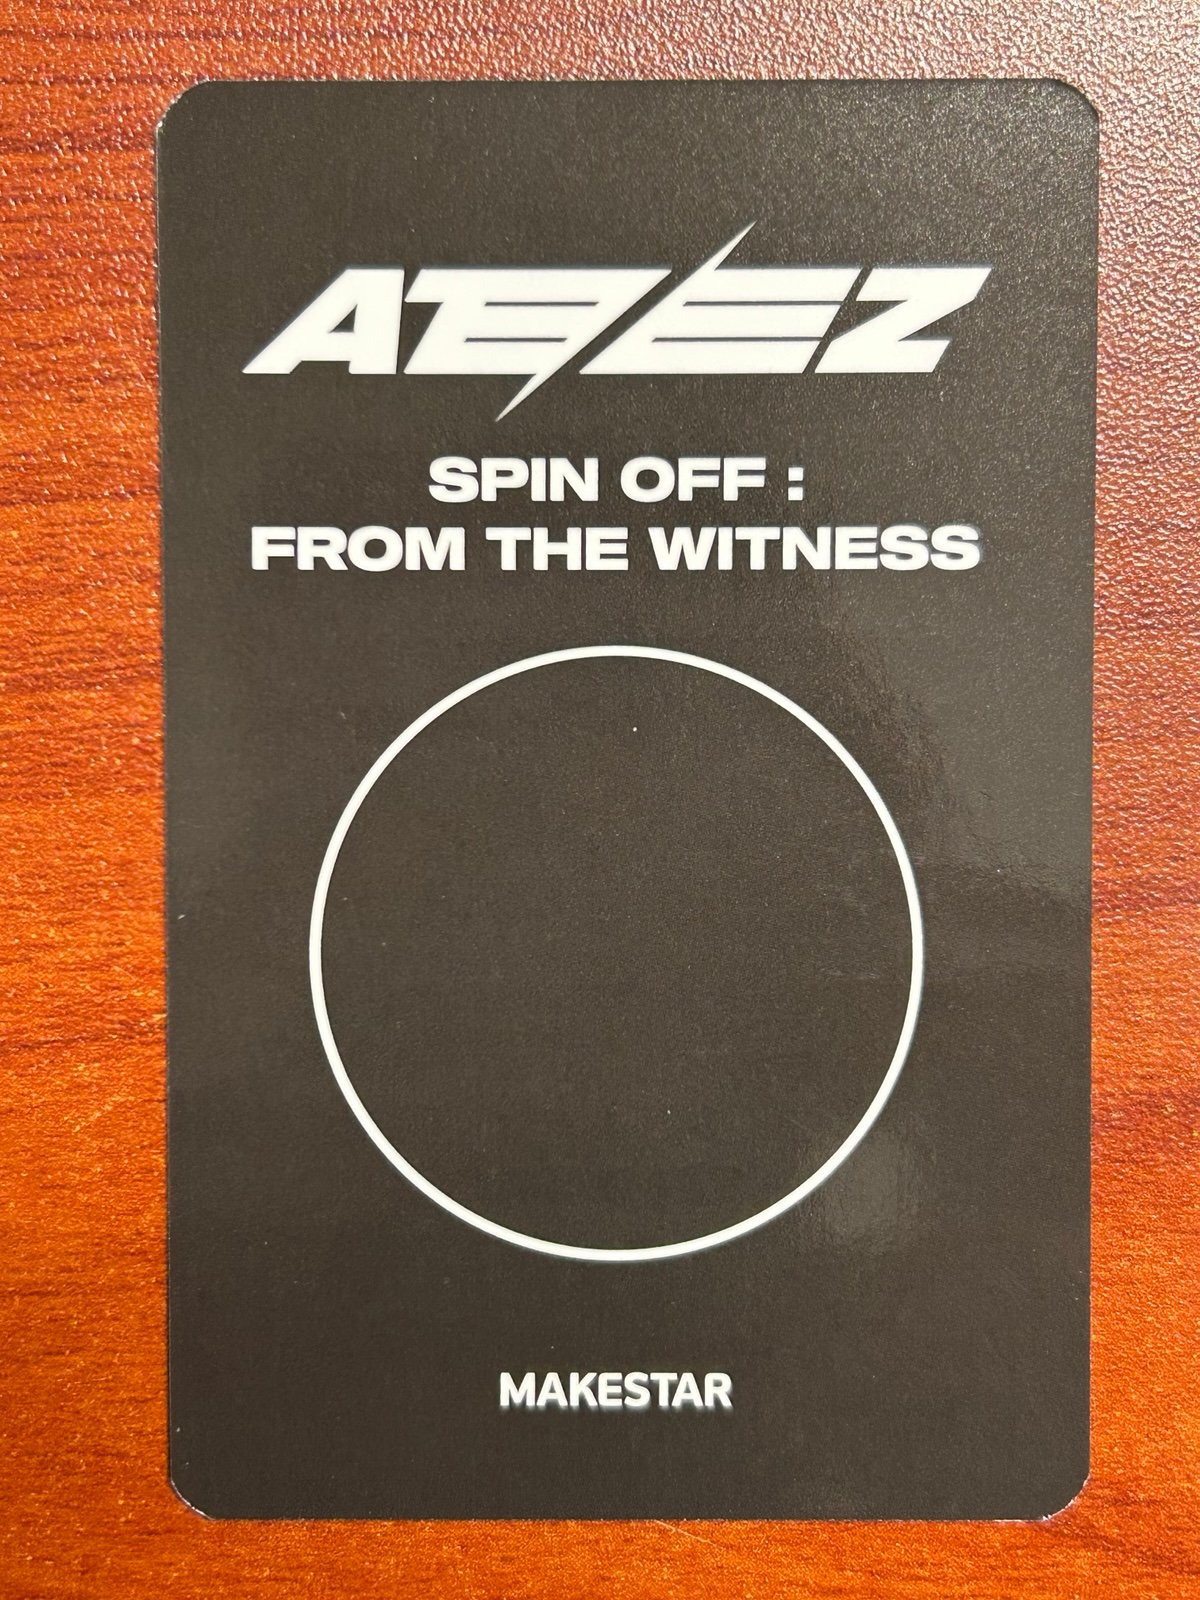 ATEEZ
SPIN OFF :
FROM THE WITNESS
MAKESTAR